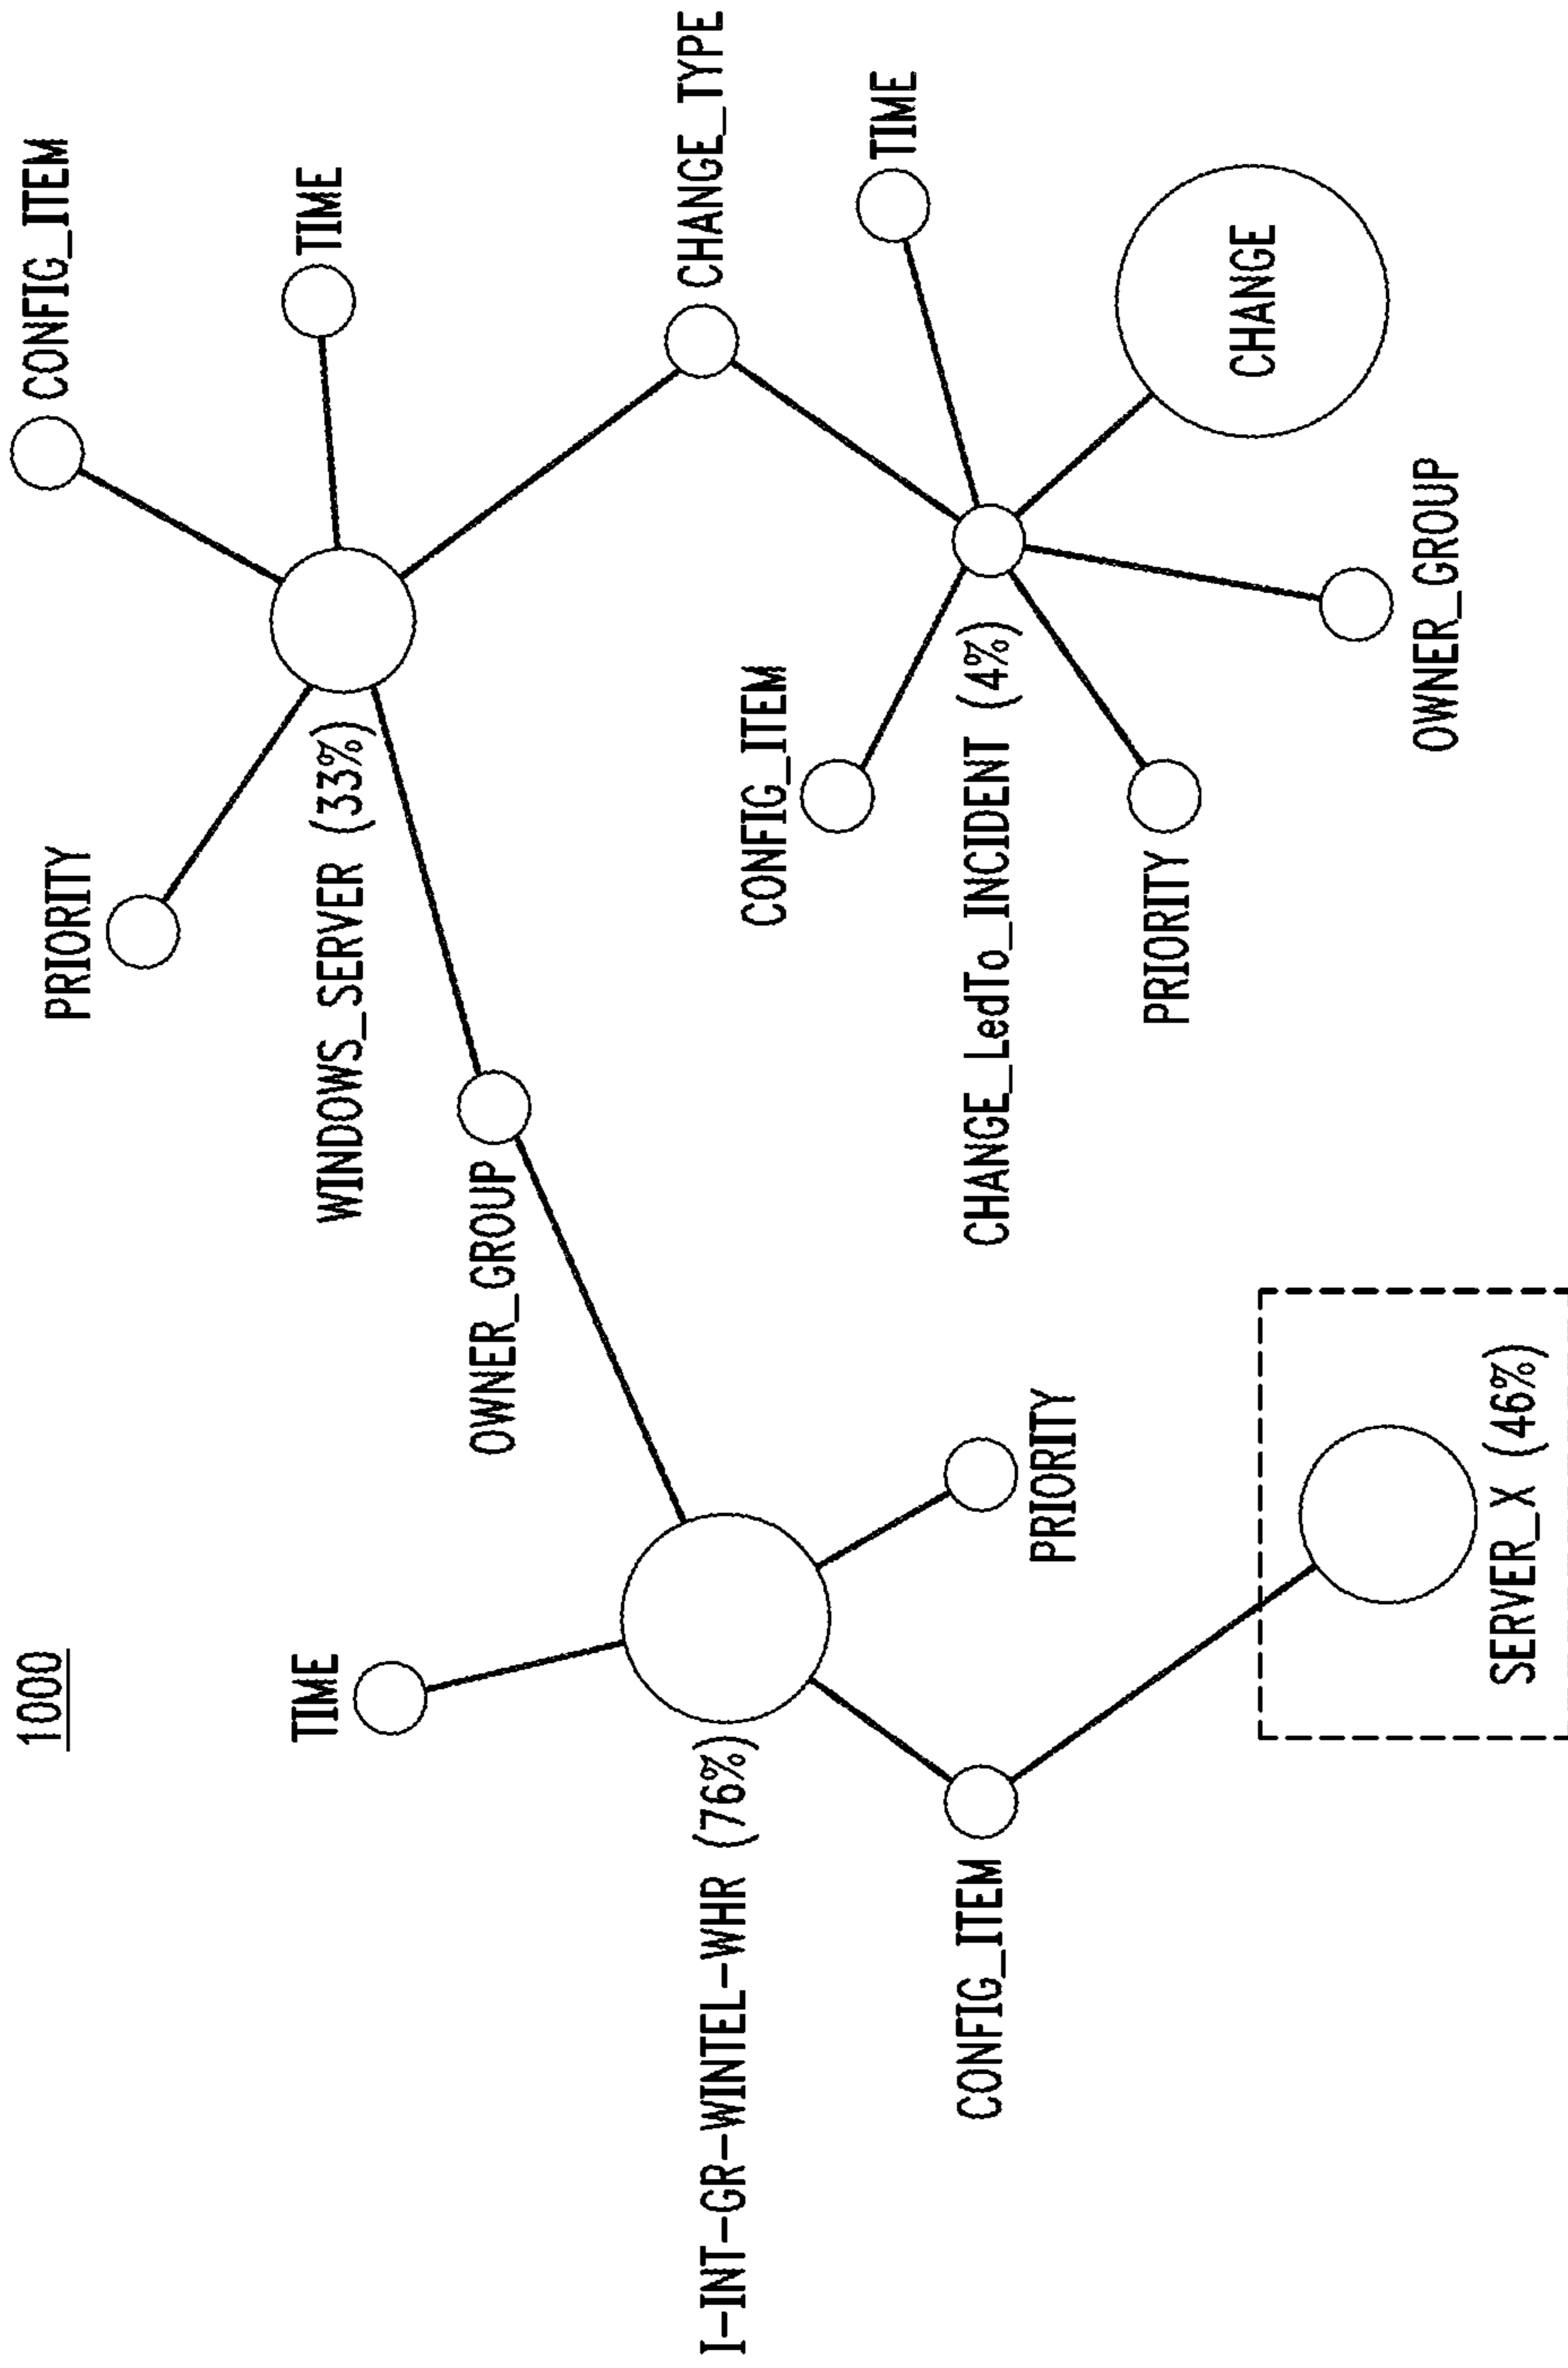 1000
TIME
I-INT-GR-WINTEL-WHR (76%)
CONFIG_ITEM
PRIORITY
SERVER_X (46%)
OWNER_GROUP
PRIORITY
WINDOWS_SERVER (33%)
CONFIG_ITEM
TIME
CHANGE_TYPE
CONFIG_ITEM
CHANGE_LedTo_INCIDENT (4%)
PRIORITY
OWNER_GROUP
TIME
CHANGE